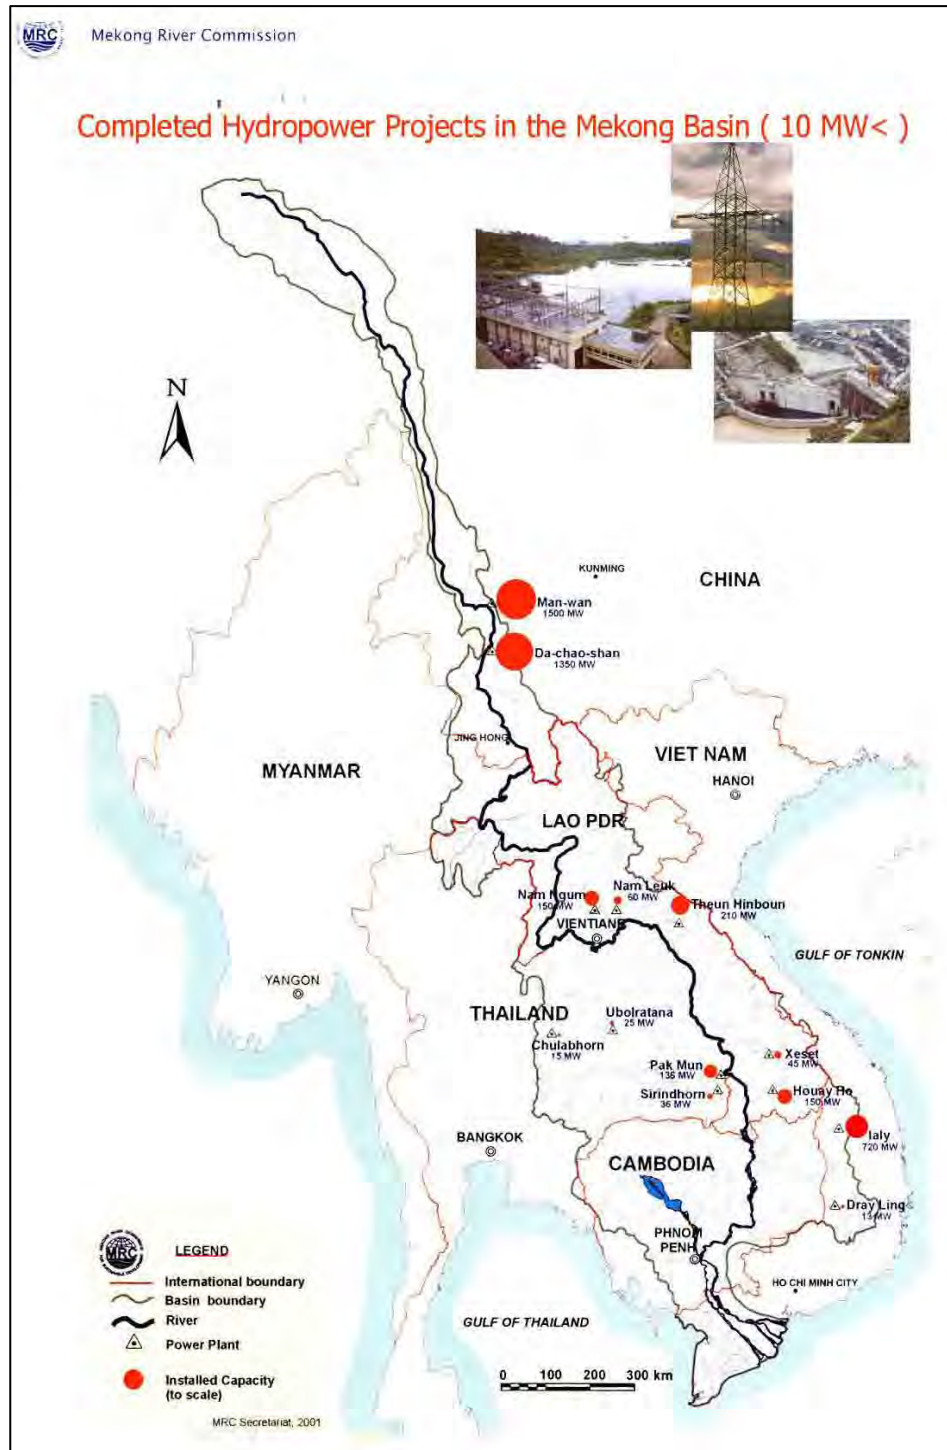 MRC
Mekong River Commission
Completed Hydropower Projects in the Mekong Basin ( 10 MW< )
N
KUNMING
CHINA
Man-wan
1500 MW
Da-chao-shan
1350 MW
JING HONG
MYANMAR
VIET NAM
HANOI
LAO PDR
Nam Ngum
150 MW
Nam Leuk
60 MW
Theun Hinboun
210 MW
VIENTIANE
GULF OF TONKIN
YANGON
THAILAND
Ubolratana
25 MW
Chulabhorn
15 MW
Xeset
45 MW
Pak Mun
136 MW
Sirindhorn
36 MW
Houay Ho
150 MW
Ialy
720 MW
BANGKOK
CAMBODIA
Dray Ling
13 MW
PHNOM
PENH
HO CHI MINH CITY
GULF OF THAILAND
MRC
LEGEND
International boundary
Basin boundary
River
Power Plant
Installed Capacity
(to scale)
0 100 200 300 km
MRC Secretariat, 2001